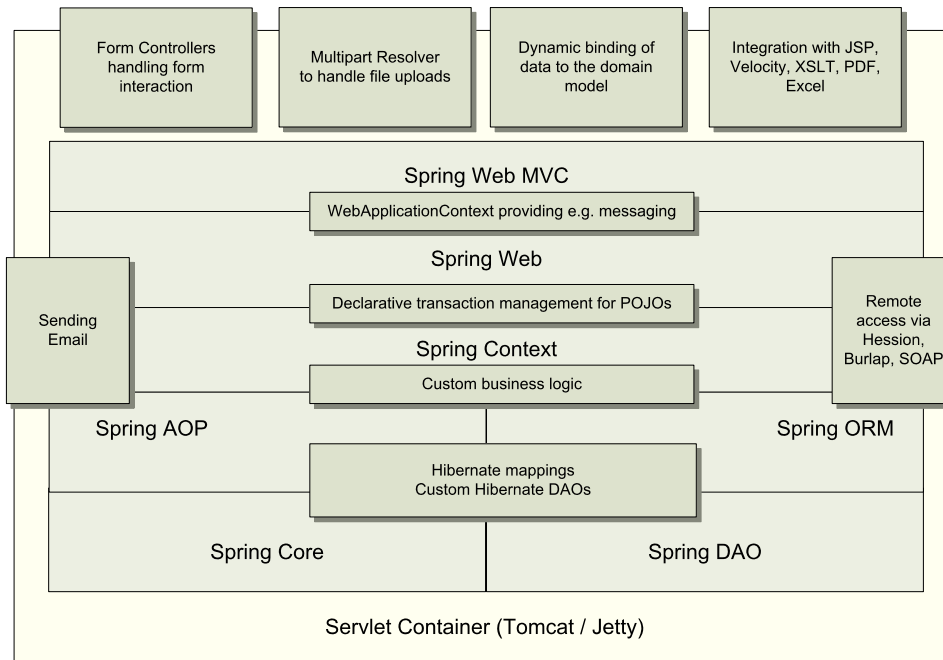 Form Controllers
handling form
interaction
Multipart Resolver
to handle file uploads
Dynamic binding of
data to the domain
model
Integration with JSP,
Velocity, XSLT, PDF,
Excel
Spring Web MVC
WebApplicationContext providing e.g. messaging
Spring Web
Sending
Email
Declarative transaction management for POJOs
Remote
access via
Hession,
Burlap, SOAP
Spring Context
Custom business logic
Spring AOP
Spring ORM
Hibernate mappings
Custom Hibernate DAOs
Spring Core
Spring DAO
Servlet Container (Tomcat / Jetty)